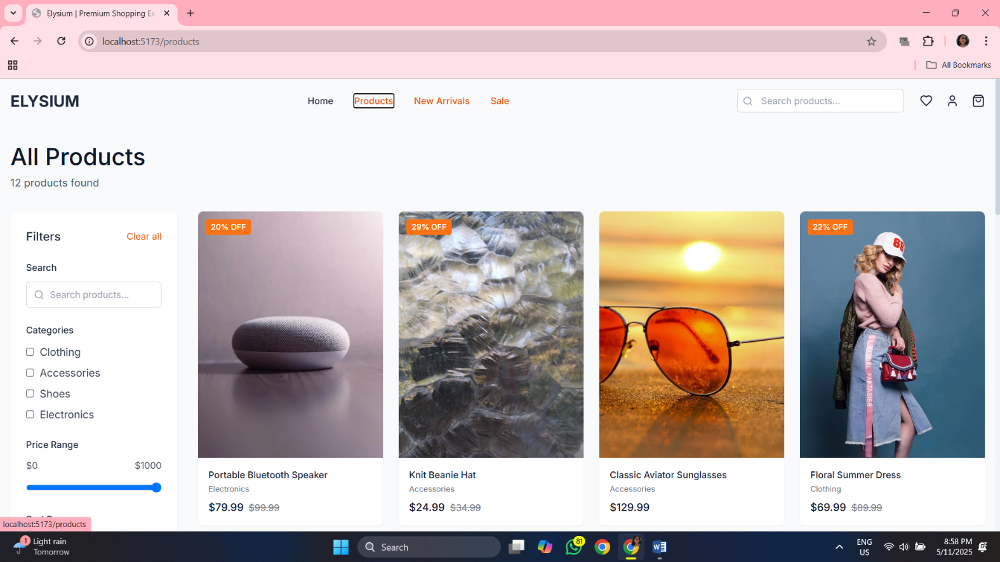 Elysium | Premium Shopping Ex
localhost:5173/products
All Bookmarks
ELYSIUM
Home
Products
New Arrivals
Sale
Search products...
All Products
12 products found
Filters
Clear all
Search
Search products...
Categories
Clothing
Accessories
Shoes
Electronics
Price Range
$0
$1000
20% OFF
Portable Bluetooth Speaker
Electronics
$79.99 $99.99
29% OFF
Knit Beanie Hat
Accessories
$24.99 $34.99
Classic Aviator Sunglasses
Accessories
$129.99
22% OFF
Floral Summer Dress
Clothing
$69.99 $89.99
localhost:5173/products
1
Light rain
Tomorrow
Search
81
ENG
US
8:58 PM
5/11/2025